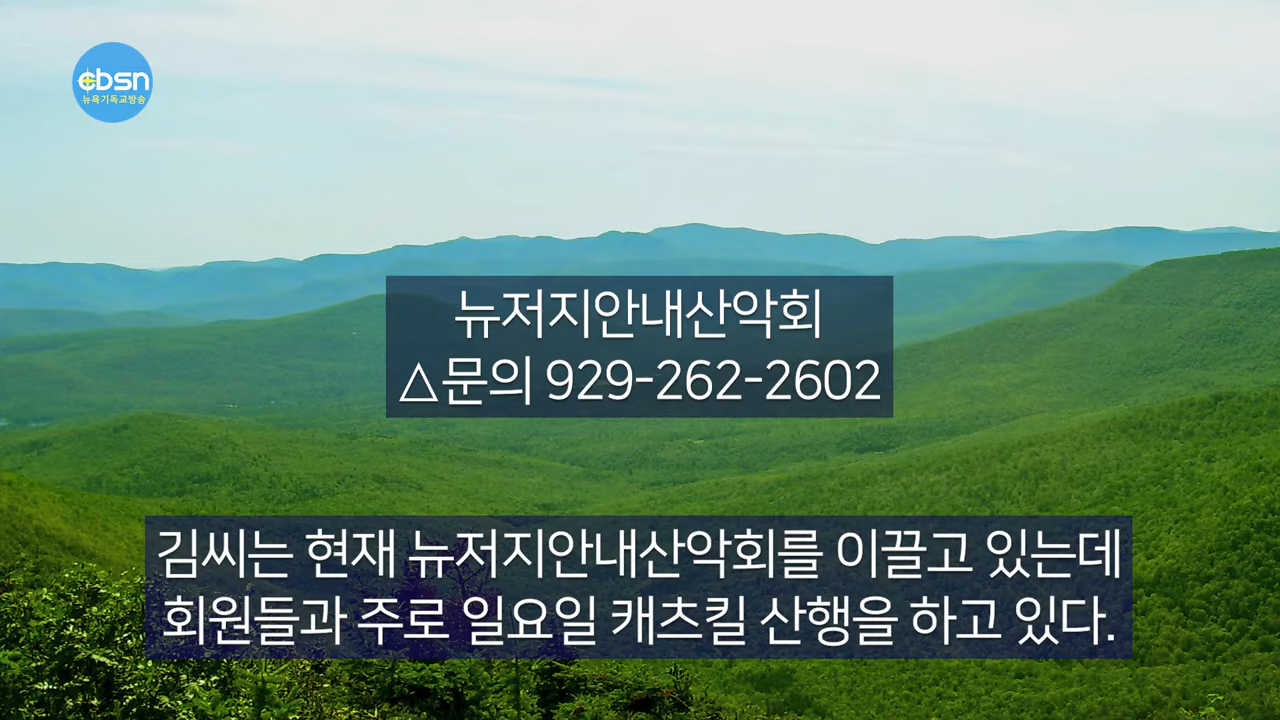 cbsn
뉴욕기독교방송
뉴저지안내산악회
△문의 929-262-2602
김씨는 현재 뉴저지안내산악회를 이끌고 있는데
회원들과 주로 일요일 캐츠킬 산행을 하고 있다.